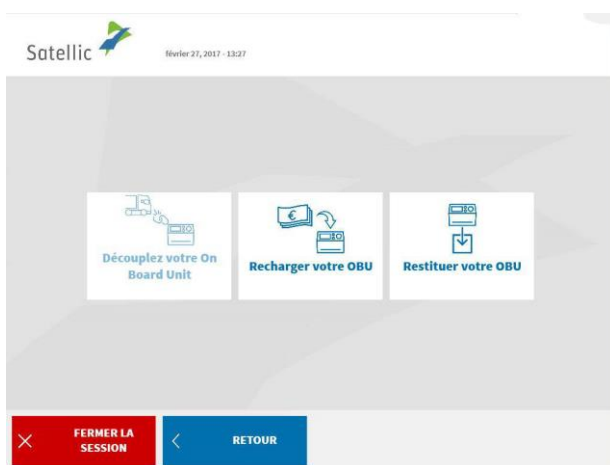 Satellic
février 27, 2017 - 13:27
Découplez votre On
Board Unit
Recharger votre OBU
Restituer votre OBU
FERMER LA
SESSION
RETOUR